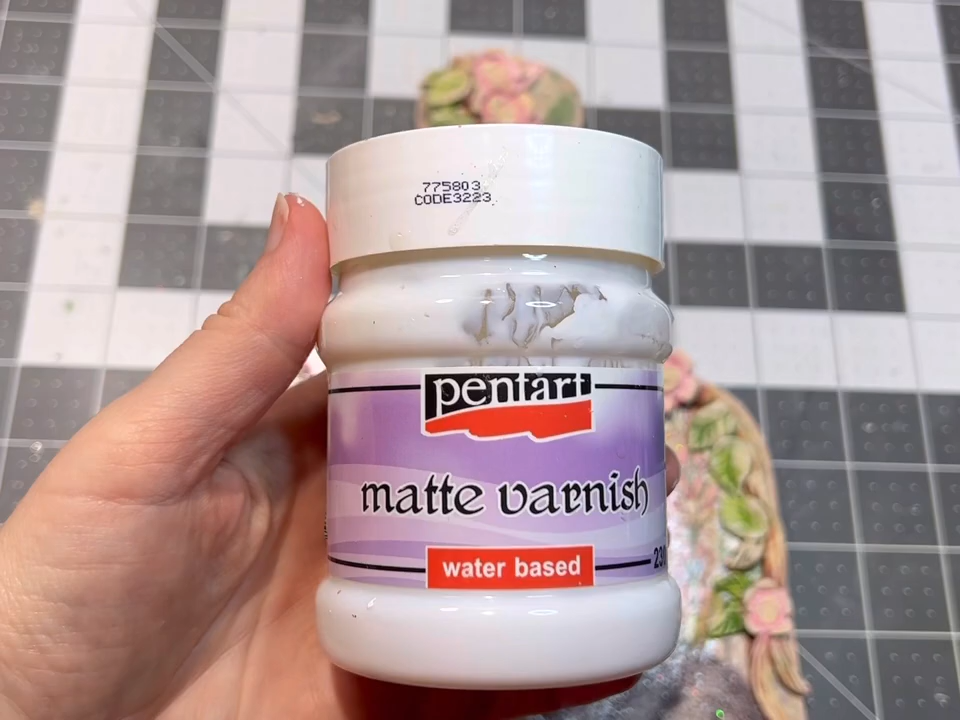 775803
CODE3223
pentart
matte varnish
water based